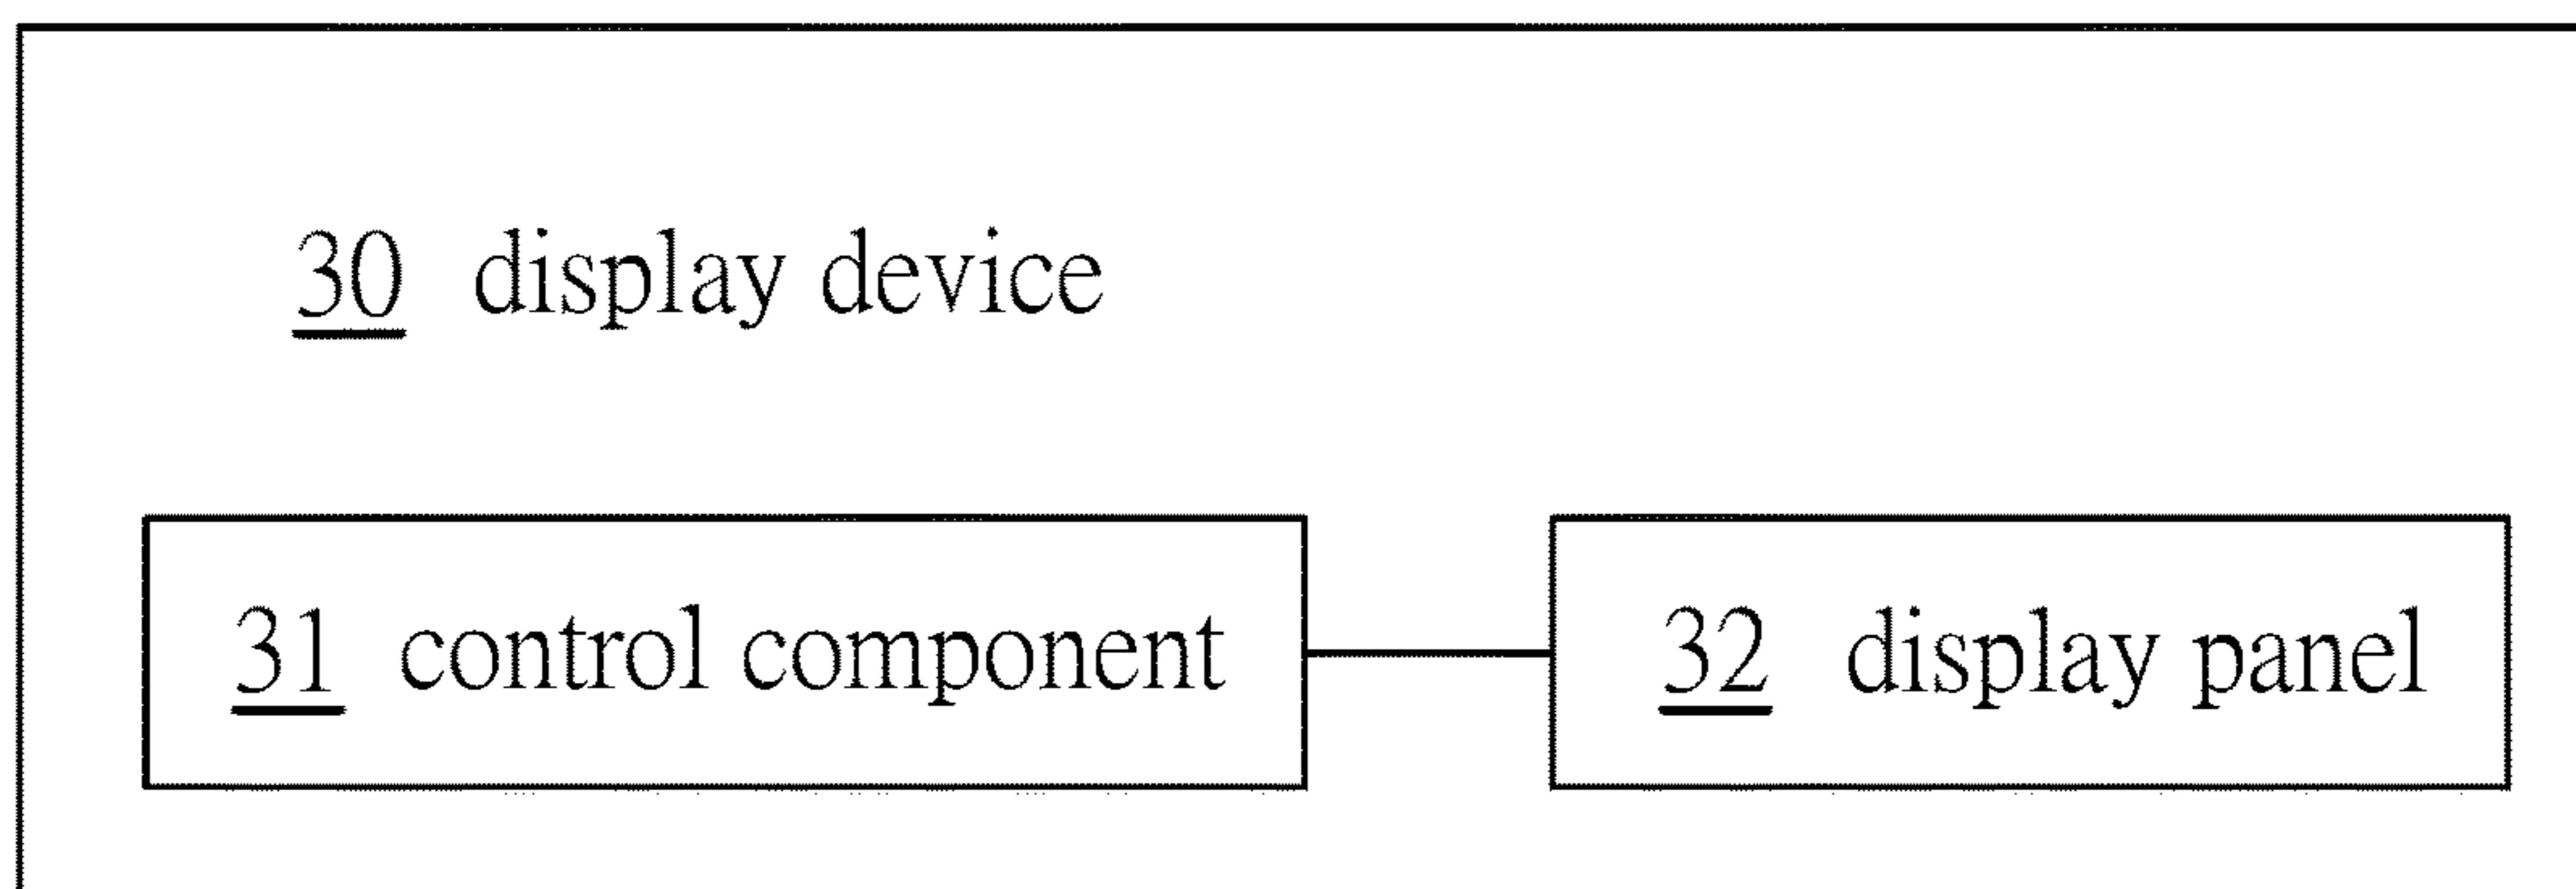 30 display device
31 control component
32 display panel